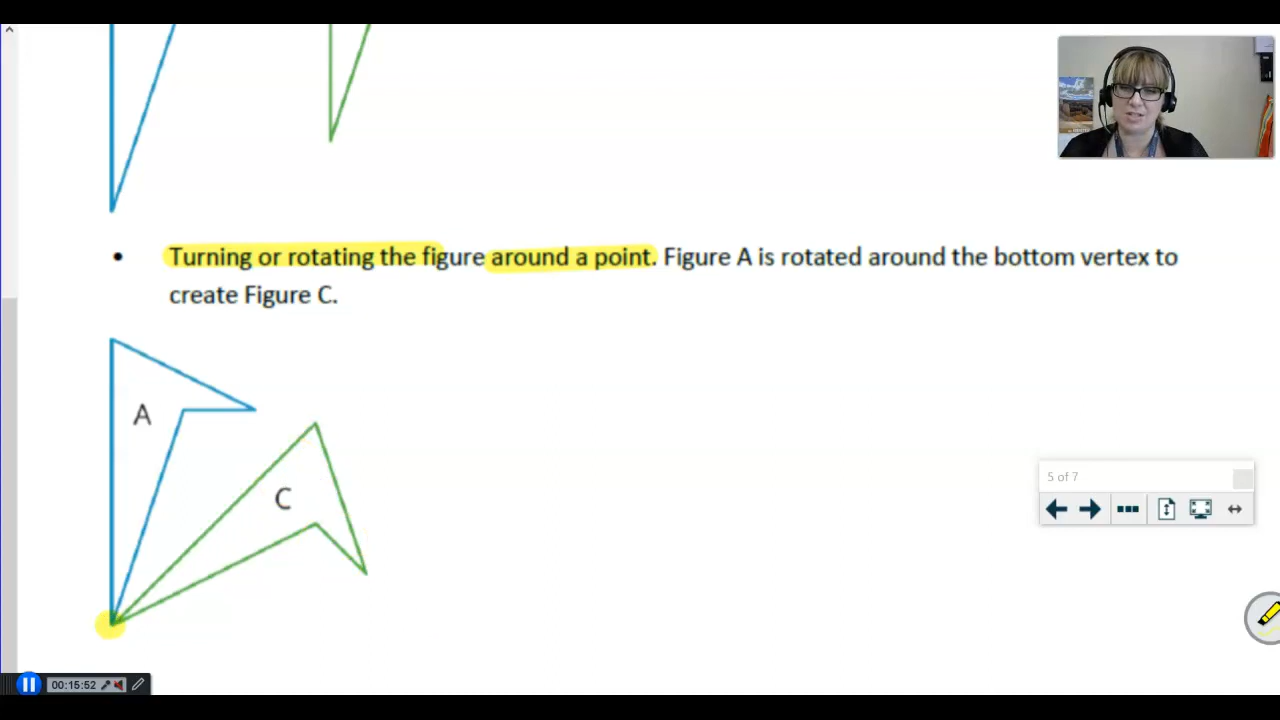 Turning or rotating the figure around a point. Figure A is rotated around the bottom vertex to
create Figure C.
A
C
5 of 7
00:15:52